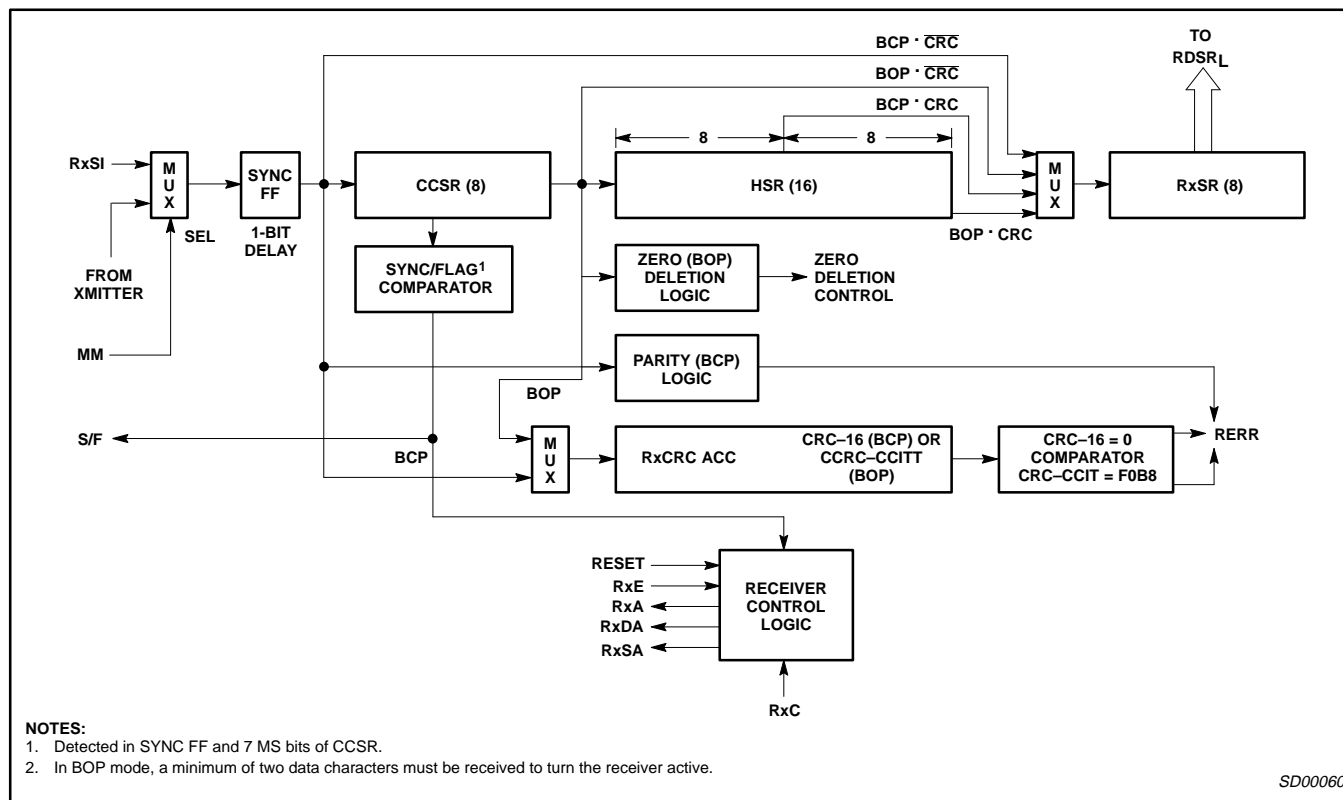 BCP · CRC
TO
RDSRL
BOP · CRC
BCP · CRC
8
8
RxSI
MUX
SYNC
FF
CCSR (8)
HSR (16)
MUX
RxSR (8)
SEL
1-BIT
DELAY
BOP · CRC
FROM
XMITTER
SYNC/FLAG1
COMPARATOR
ZERO (BOP)
DELETION
LOGIC
ZERO
DELETION
CONTROL
MM
PARITY (BCP)
LOGIC
BOP
S/F
BCP
MUX
RxCRC ACC
CRC–16 (BCP) OR
CCRC–CCITT
(BOP)
CRC–16 = 0
COMPARATOR
CRC–CCIT = F0B8
RERR
RESET
RxE
RxA
RxDA
RxSA
RECEIVER
CONTROL
LOGIC
RxC
NOTES:
1. Detected in SYNC FF and 7 MS bits of CCSR.
2. In BOP mode, a minimum of two data characters must be received to turn the receiver active.
SD00060